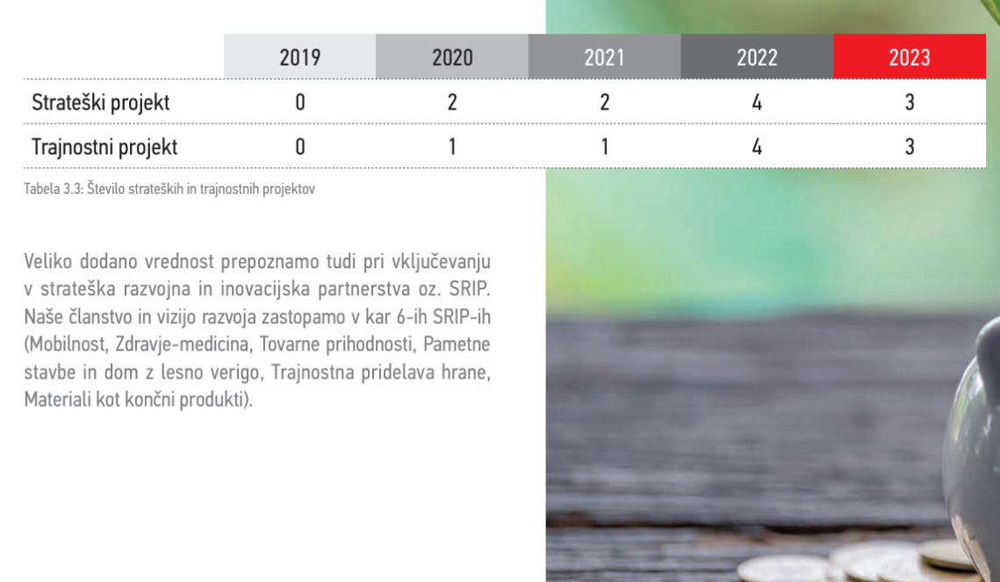 2019 2020 2021 2022 2023
Strateški projekt 0 2 2 4 3
Trajnostni projekt 0 1 1 4 3
Tabela 3.3: Število strateških in trajnostnih projektov
Veliko dodano vrednost prepoznamo tudi pri vključevanju
v strateška razvojna in inovacijska partnerstva oz. SRIP.
Naše članstvo in vizijo razvoja zastopamo v kar 6-ih SRIP-ih
(Mobilnost, Zdravje-medicina, Tovarne prihodnosti, Pametne
stavbe in dom z lesno verigo, Trajnostna pridelava hrane,
Materiali kot končni produkti).